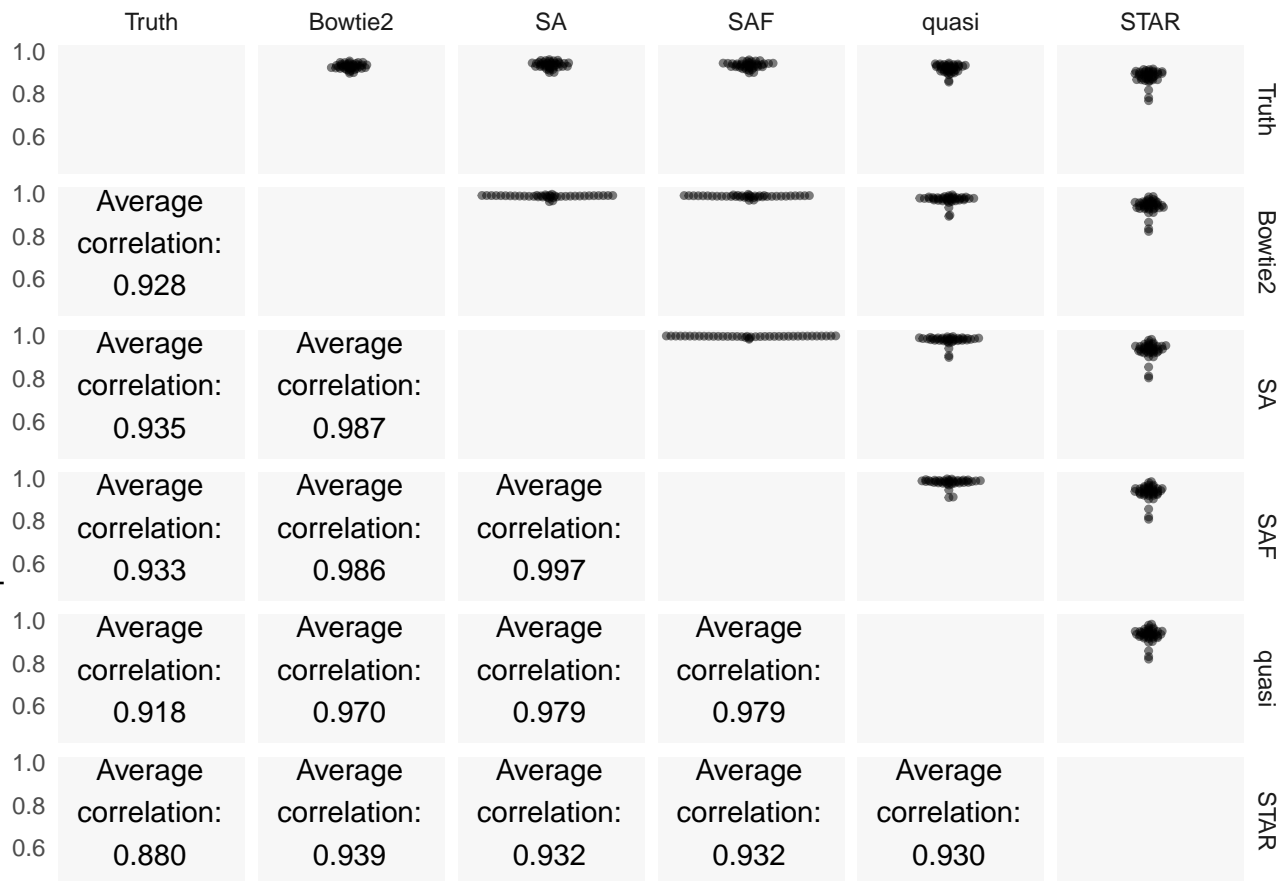 Truth Bowtie2 SA SAF quasi STAR
1.0
0.8
0.6
Truth
1.0
0.8
0.6
Average
correlation:
0.928
Bowtie2
1.0
0.8
0.6
Average Average
correlation: correlation:
0.935 0.987
SA
1.0
0.8
0.6
Average Average Average
correlation: correlation: correlation:
0.933 0.986 0.997
SAF
1.0
0.8
0.6
Average Average Average Average
correlation: correlation: correlation: correlation:
0.918 0.970 0.979 0.979
quasi
1.0
0.8
0.6
Average Average Average Average Average
correlation: correlation: correlation: correlation: correlation:
0.880 0.939 0.932 0.932 0.930
STAR